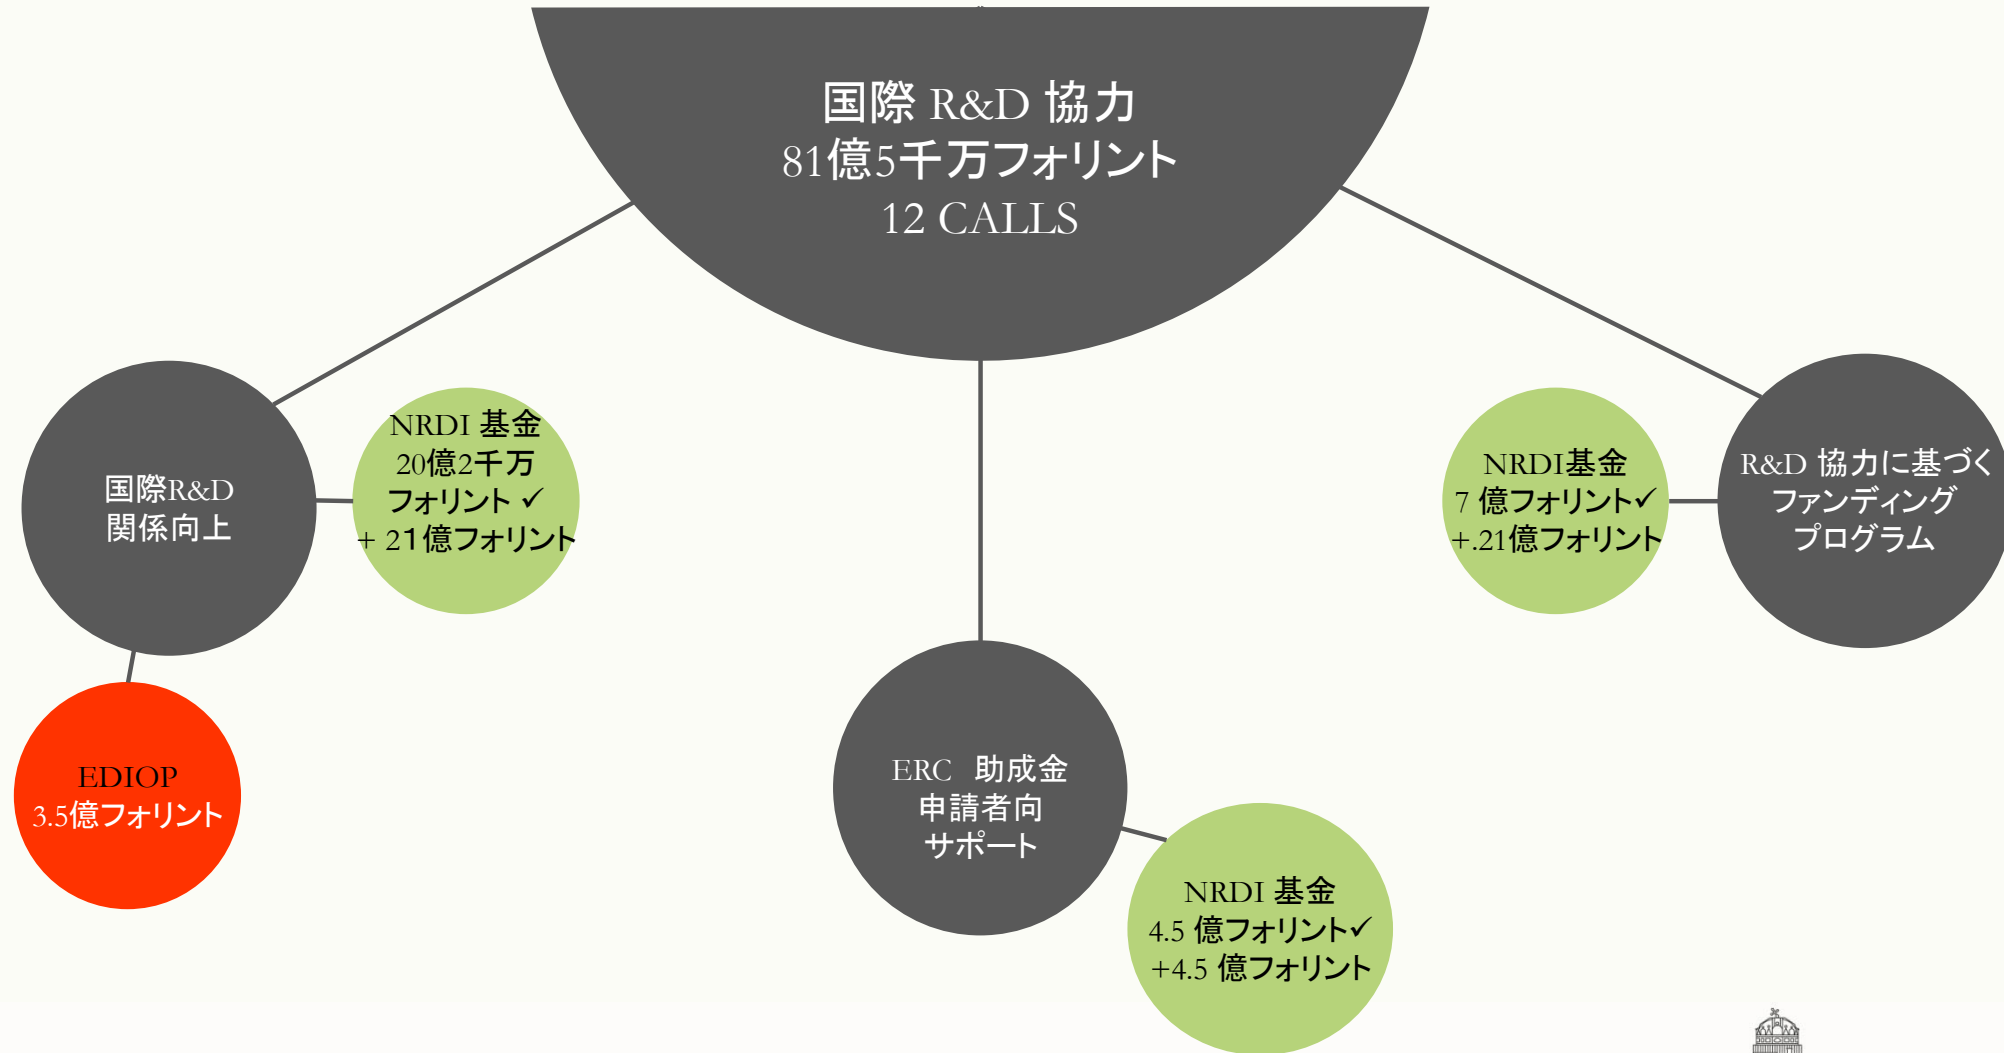 国際 R&D 協力
81億5千万フォリント
12 CALLS
国際R&D
関係向上
NRDI 基金
20億2千万
フォリント ✓
+ 21億フォリント
EDIOP
3.5億フォリント
ERC　助成金
申請者向
サポート
NRDI 基金
4.5 億フォリント✓
+4.5 億フォリント
NRDI基金
7 億フォリント✓
+.21億フォリント
R&D 協力に基づく
ファンディング
プログラム